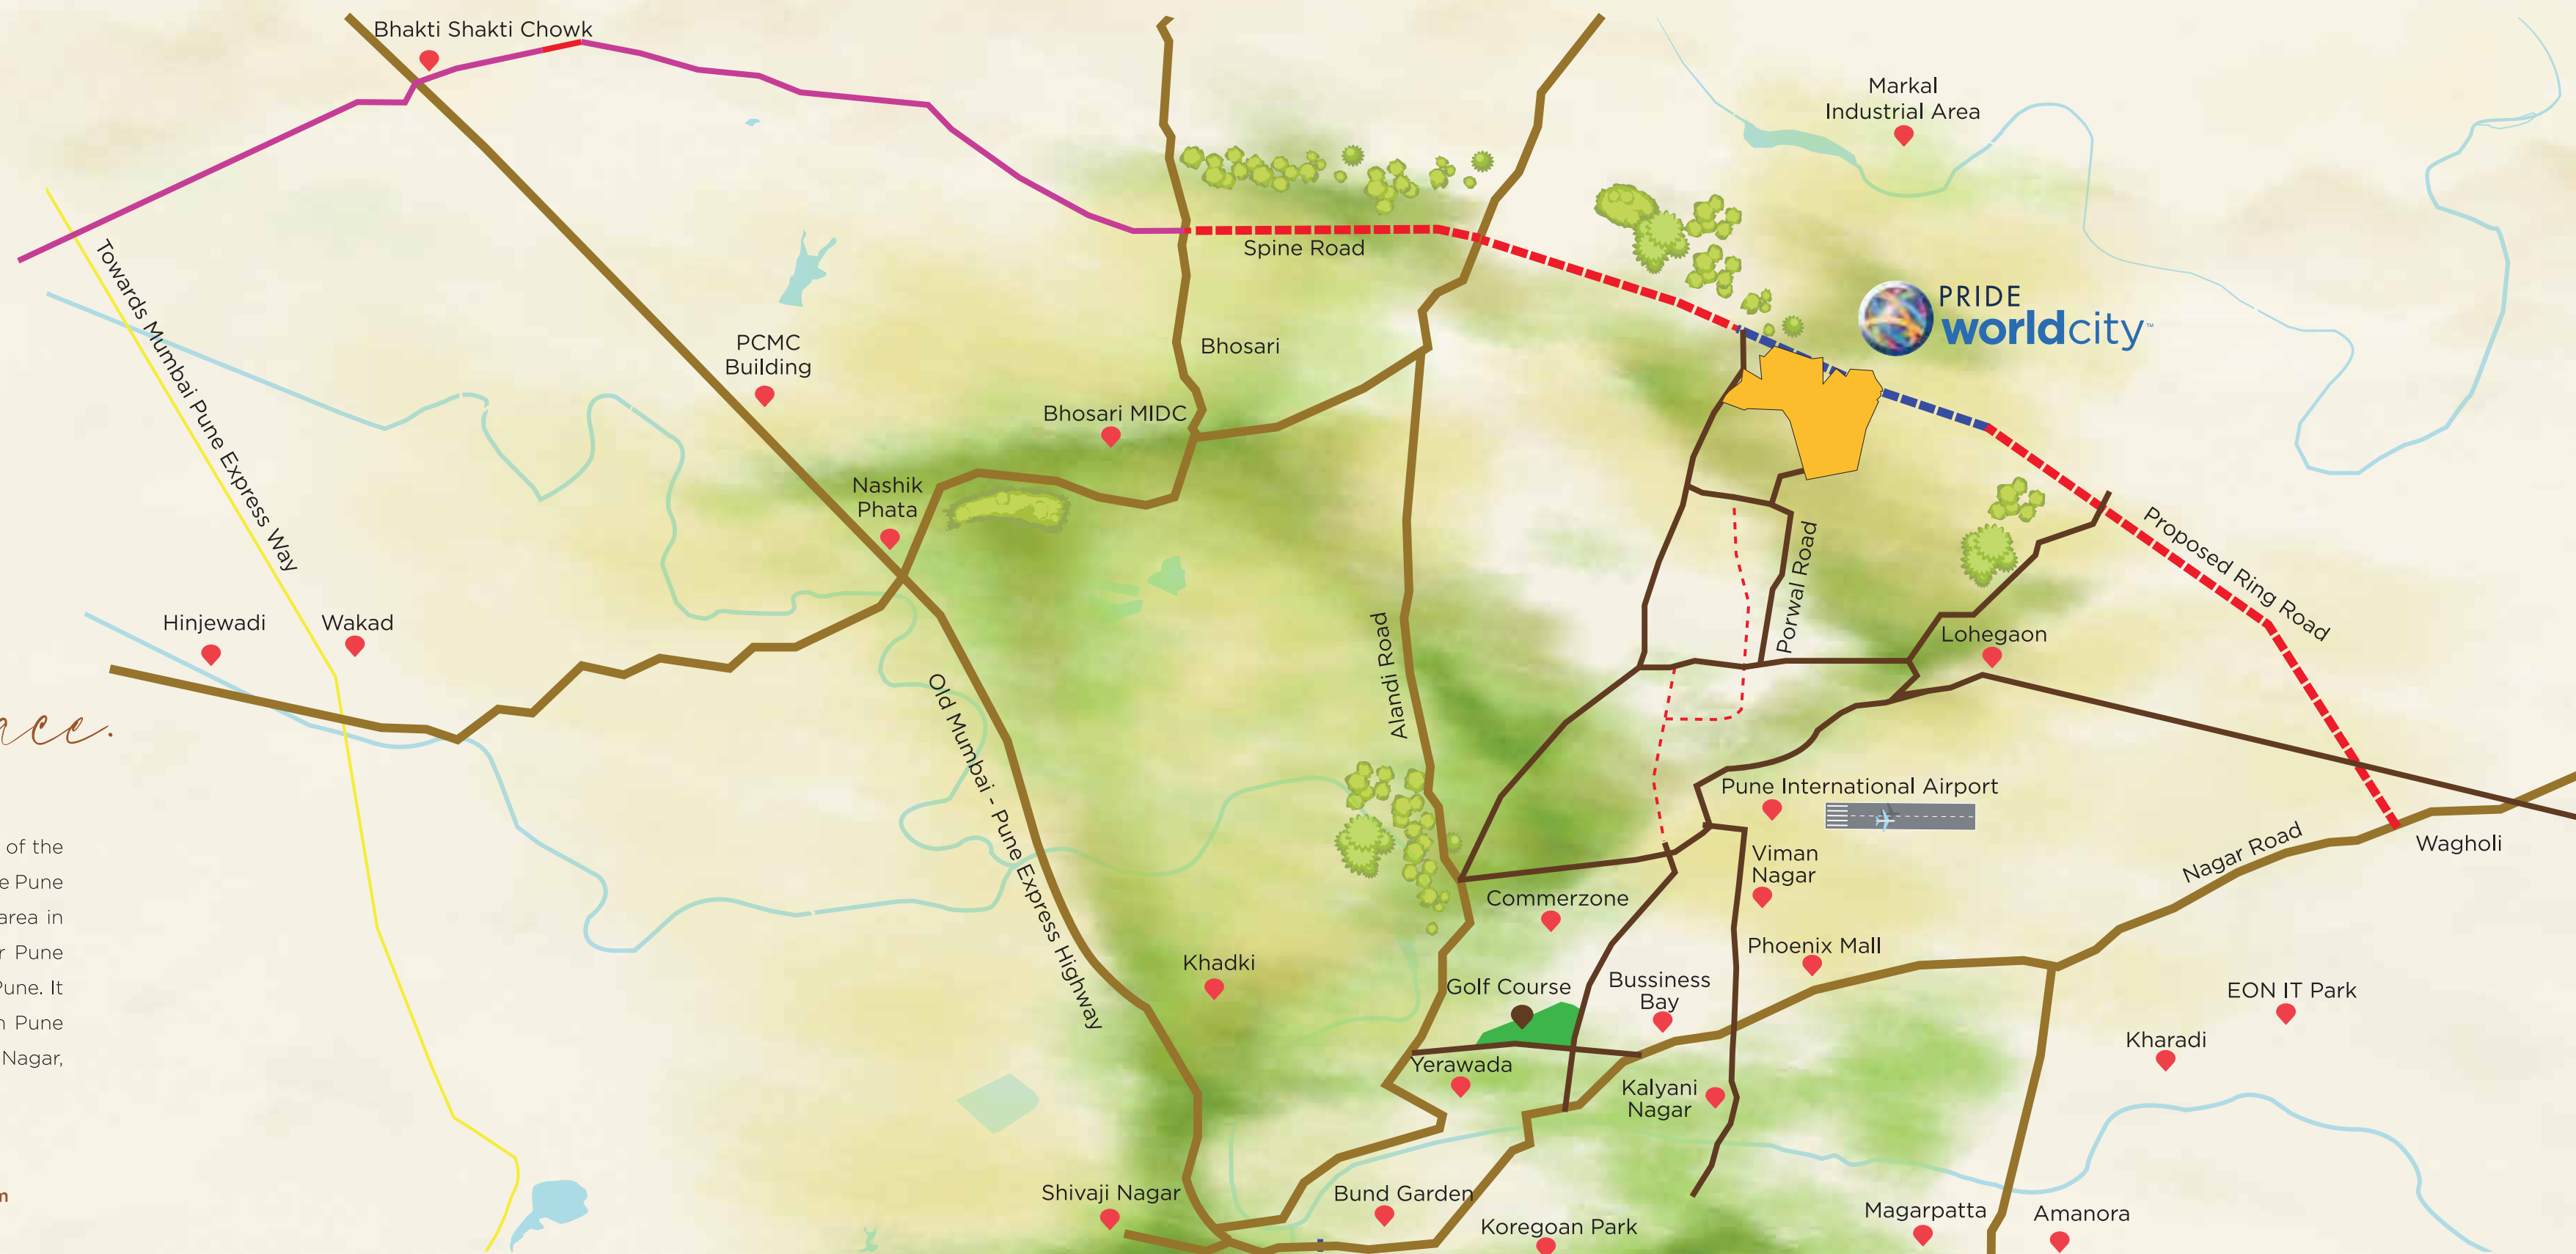 Bhakti Shakti Chowk
Markal
Industrial Area
Towards Mumbai Pune Express Way
Spine Road
PRIDE
worldcity™
PCMC
Building
Bhosari
Bhosari MIDC
Nashik
Phata
Proposed Ring Road
Porwal Road
Hinjewadi
Wakad
Alandi Road
Lohegaon
Old Mumbai - Pune Express Highway
ace.
Pune International Airport
of the
e Pune
area in
r Pune
Pune. It
n Pune
Nagar,
Viman
Nagar
Nagar Road
Wagholi
Commerzone
Phoenix Mall
Khadki
Golf Course
Bussiness
Bay
EON IT Park
Kharadi
Yerawada
Kalyani
Nagar
Shivaji Nagar
Bund Garden
Koregoan Park
Magarpatta
Amanora